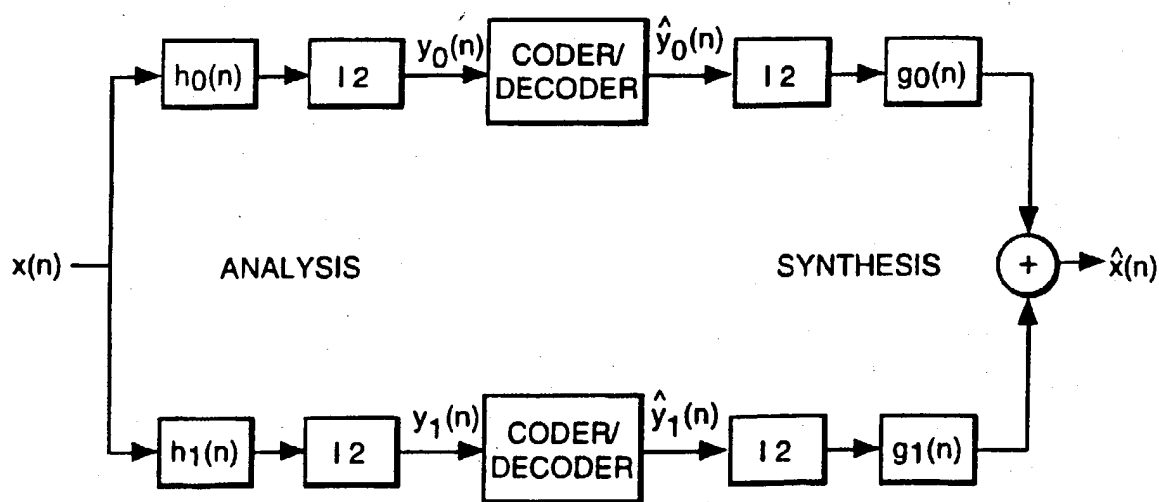 h0(n)
I 2
y0(n)
CODER/
DECODER
ŷ0(n)
I 2
g0(n)
x(n)
ANALYSIS
SYNTHESIS
+
x̂(n)
h1(n)
I 2
y1(n)
CODER/
DECODER
ŷ1(n)
I 2
g1(n)